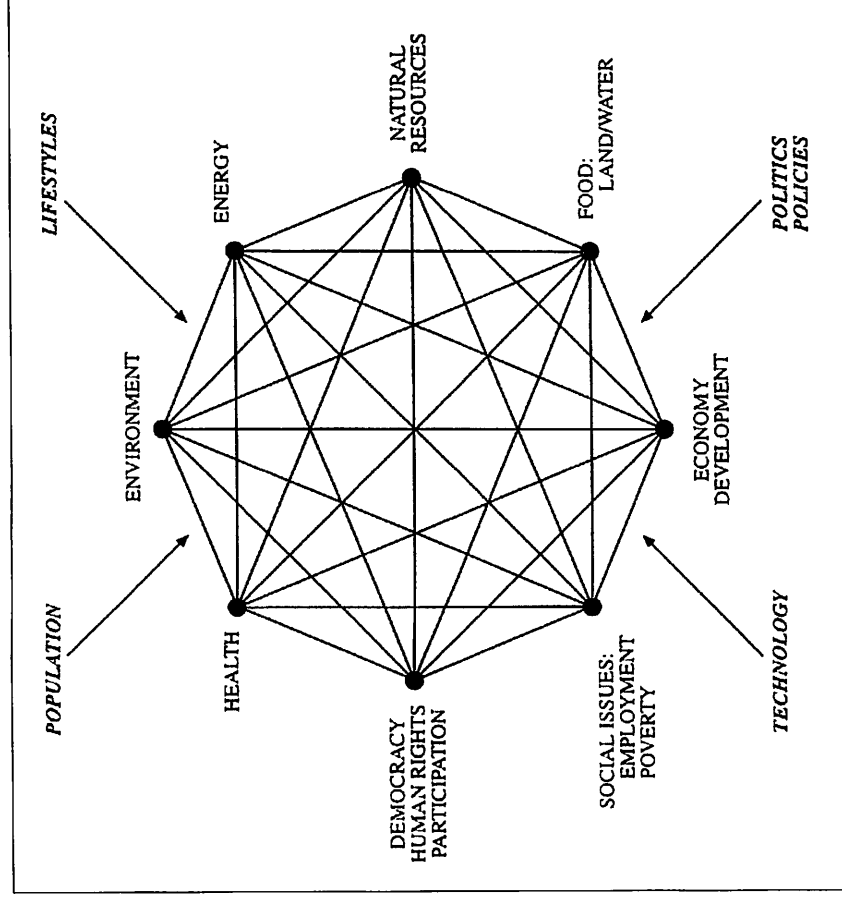 POPULATION
LIFESTYLES
ENVIRONMENT
HEALTH
ENERGY
DEMOCRACY
HUMAN RIGHTS
PARTICIPATION
NATURAL
RESOURCES
SOCIAL ISSUES:
EMPLOYMENT
POVERTY
FOOD:
LAND/WATER
ECONOMY
DEVELOPMENT
TECHNOLOGY
POLITICS
POLICIES